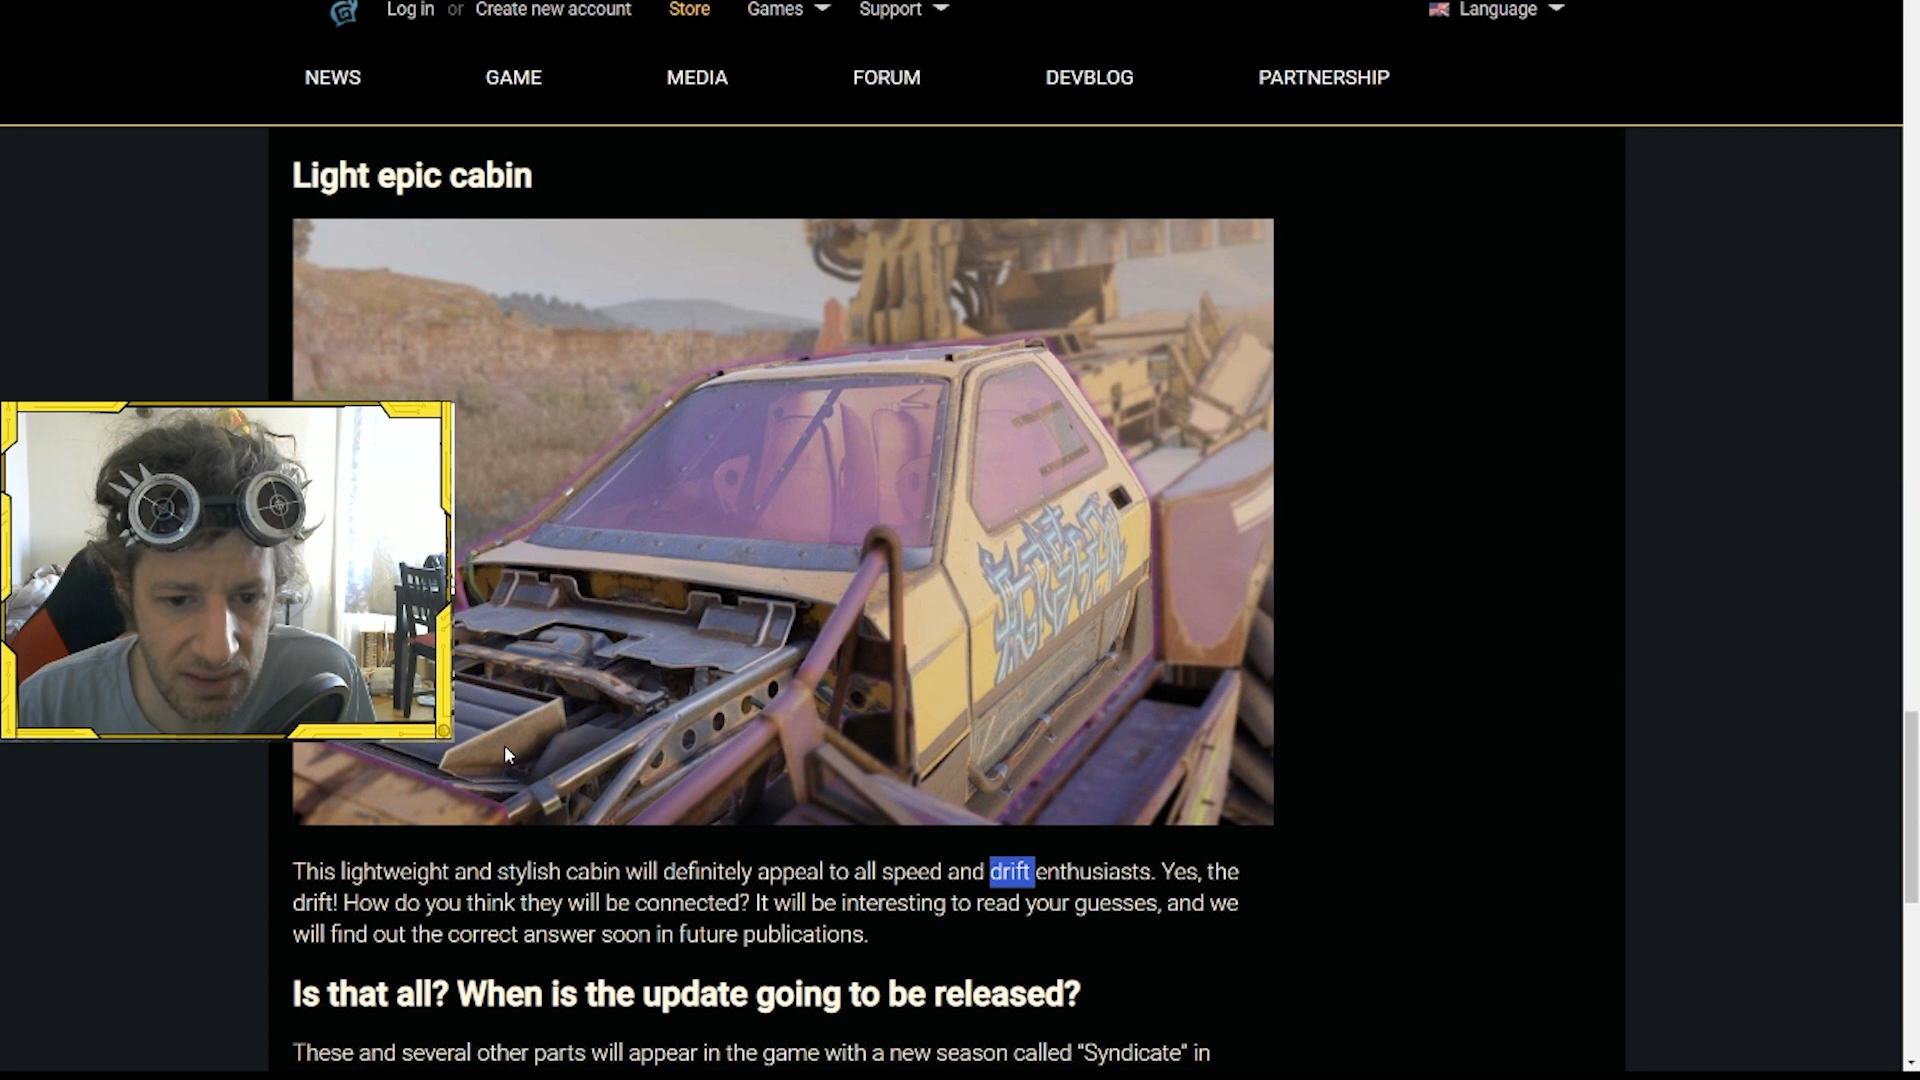 Log in or Create new account Store Games Support Language
NEWS GAME MEDIA FORUM DEVBLOG PARTNERSHIP
Light epic cabin
This lightweight and stylish cabin will definitely appeal to all speed and drift enthusiasts. Yes, the
drift! How do you think they will be connected? It will be interesting to read your guesses, and we
will find out the correct answer soon in future publications.
Is that all? When is the update going to be released?
These and several other parts will appear in the game with a new season called "Syndicate" in